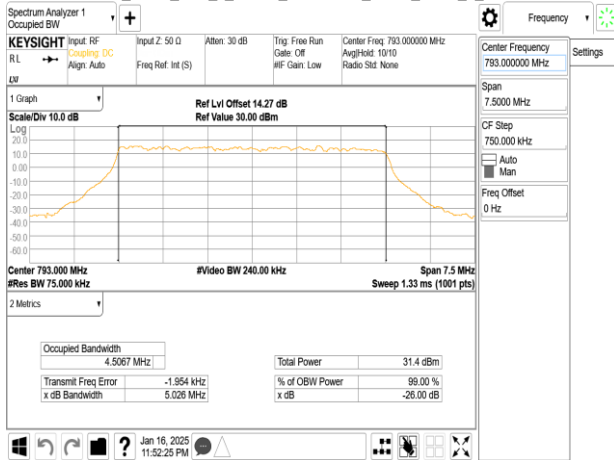 Spectrum Analyzer 1
Occupied BW
Frequency
KEYSIGHT
RL
LXI
Input: RF
Coupling: DC
Align: Auto
Input Z: 50 Ω
Freq Ref: Int (S)
Atten: 30 dB
Trig: Free Run
Gate: Off
#IF Gain: Low
Center Freq: 793.000000 MHz
Avg|Hold: 10/10
Radio Std: None
Center Frequency
793.000000 MHz
Settings
Span
7.5000 MHz
CF Step
750.000 kHz
Auto
Man
Freq Offset
0 Hz
1 Graph
Scale/Div 10.0 dB
Ref Lvl Offset 14.27 dB
Ref Value 30.00 dBm
Log
20.0
10.0
0.00
-10.0
-20.0
-30.0
-40.0
-50.0
-60.0
Center 793.000 MHz
#Video BW 240.00 kHz
Span 7.5 MHz
#Res BW 75.000 kHz
Sweep 1.33 ms (1001 pts)
2 Metrics
Occupied Bandwidth
4.5067 MHz
Total Power 31.4 dBm
Transmit Freq Error -1.954 kHz
% of OBW Power 99.00 %
x dB Bandwidth 5.026 MHz
x dB -26.00 dB
?
Jan 16, 2025
11:52:25 PM